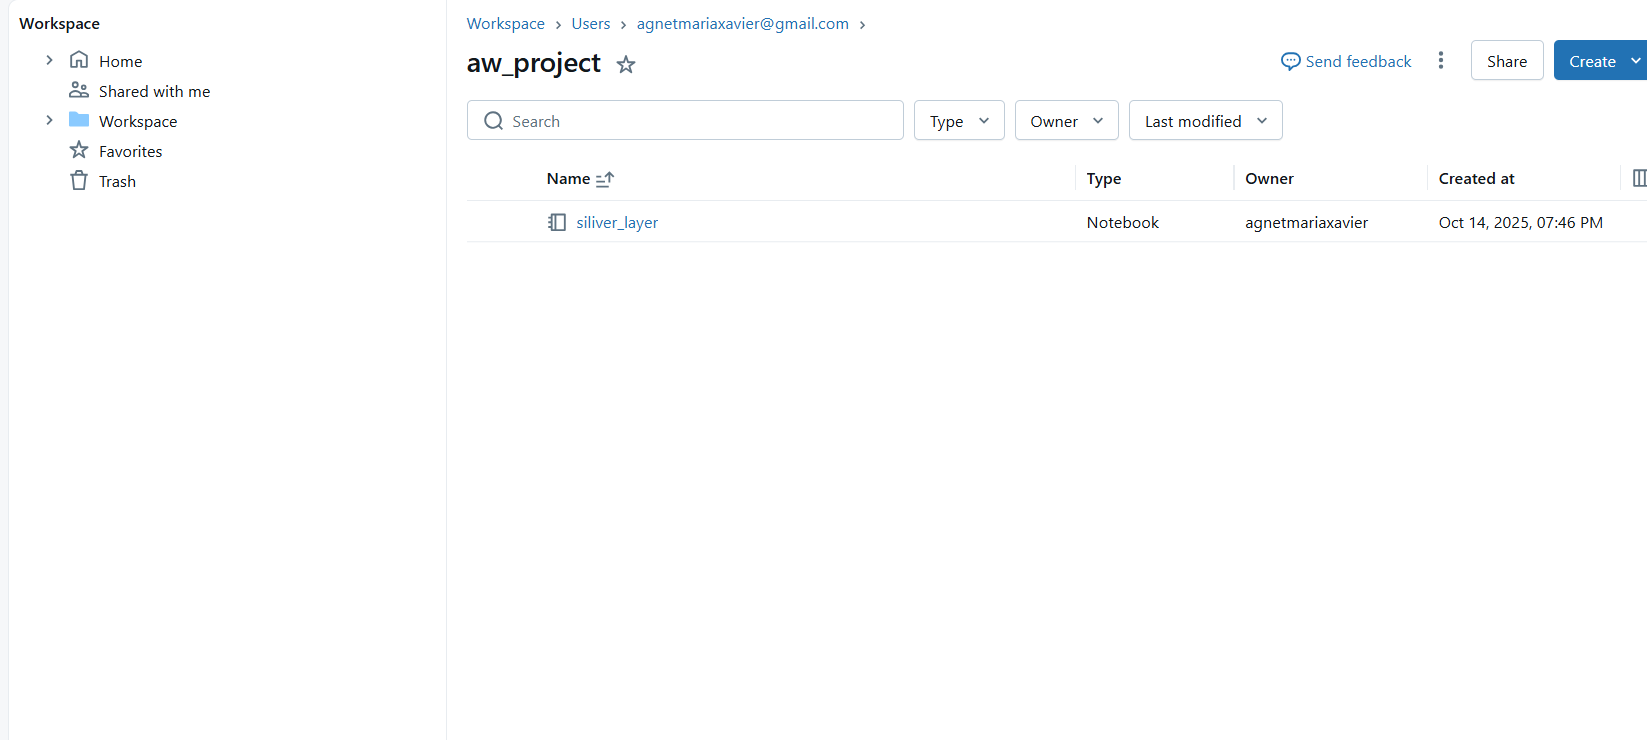 Workspace
Home
Shared with me
Workspace
Favorites
Trash
Workspace > Users > agnetmariaxavier@gmail.com >
aw_project
Send feedback
Share
Create
Search
Type
Owner
Last modified
Name Type Owner Created at
siliver_layer Notebook agnetmariaxavier Oct 14, 2025, 07:46 PM